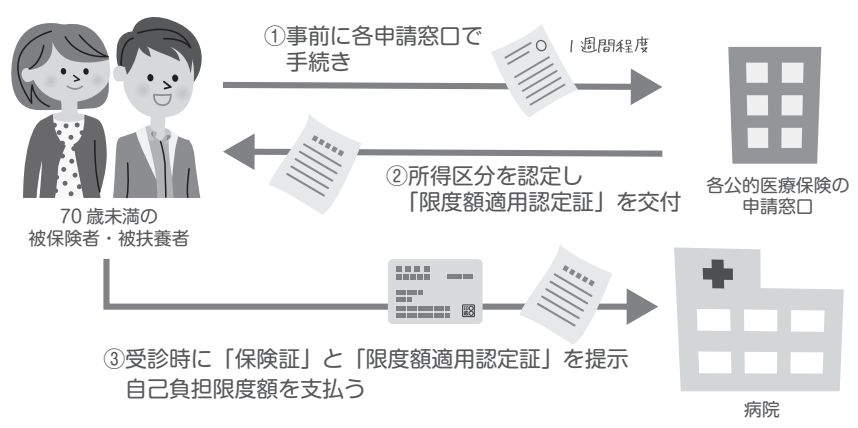 ①事前に各申請窓口で
手続き
1週間程度
②所得区分を認定し
「限度額適用認定証」を交付
各公的医療保険の
申請窓口
70歳未満の
被保険者・被扶養者
③受診時に「保険証」と「限度額適用認定証」を提示
自己負担限度額を支払う
病院